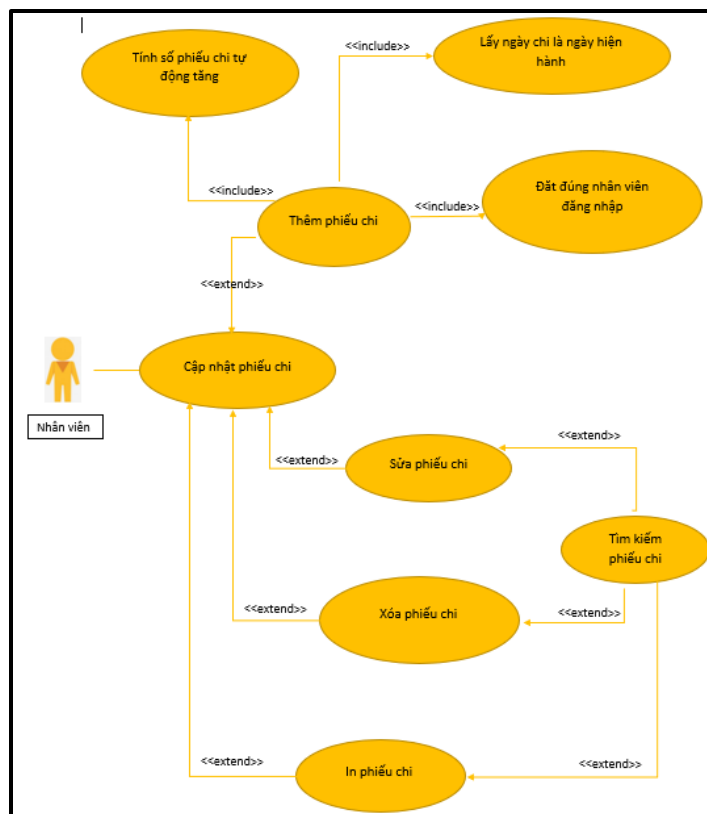 Tính số phiếu chi tự
động tăng
<<include>>
Lấy ngày chi là ngày hiện
hành
<<include>>
<<include>>
Đăt đúng nhân viên
đăng nhập
Thêm phiếu chi
<<extend>>
Cập nhật phiếu chi
Nhân viên
<<extend>>
<<extend>>
Sửa phiếu chi
Tìm kiếm
phiếu chi
<<extend>>
Xóa phiếu chi
<<extend>>
<<extend>>
In phiếu chi
<<extend>>